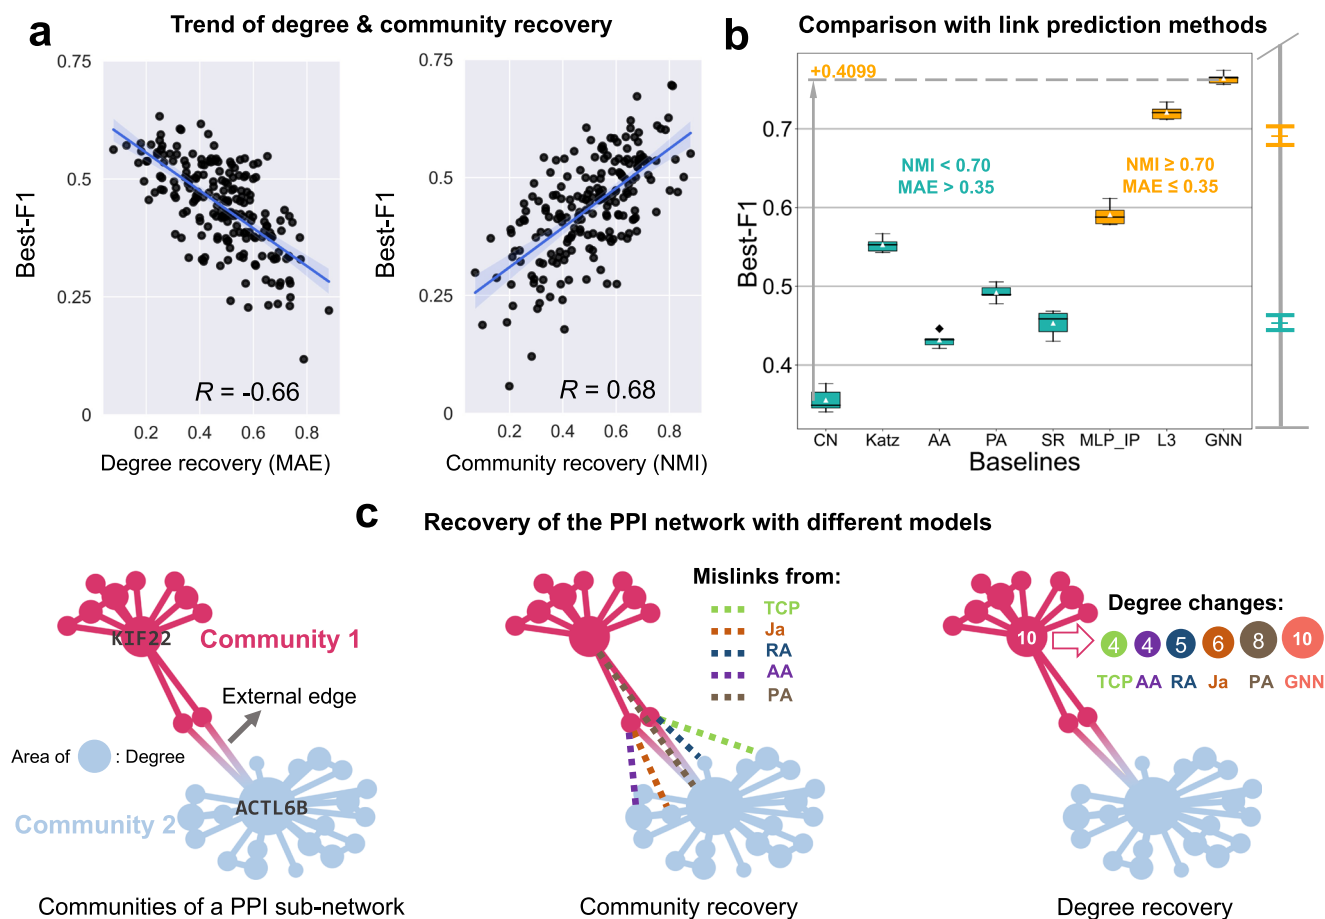 a
Trend of degree & community recovery
0.75
0.5
0.25
0
Best-F1
R = -0.66
0.2 0.4 0.6 0.8
Degree recovery (MAE)
0.75
0.5
0.25
0
Best-F1
R = 0.68
0.2 0.4 0.6 0.8
Community recovery (NMI)
b
Comparison with link prediction methods
+0.4099
0.7
0.6
0.5
0.4
Best-F1
NMI < 0.70
MAE > 0.35
NMI ≥ 0.70
MAE ≤ 0.35
CN Katz AA PA SR MLP_IP L3 GNN
Baselines
c
Recovery of the PPI network with different models
KIF22
Community 1
External edge
Area of : Degree
ACTL6B
Community 2
Communities of a PPI sub-network
Mislinks from:
TCP
Ja
RA
AA
PA
Community recovery
10
Degree changes:
4 4 5 6 8 10
TCP AA RA Ja PA GNN
Degree recovery